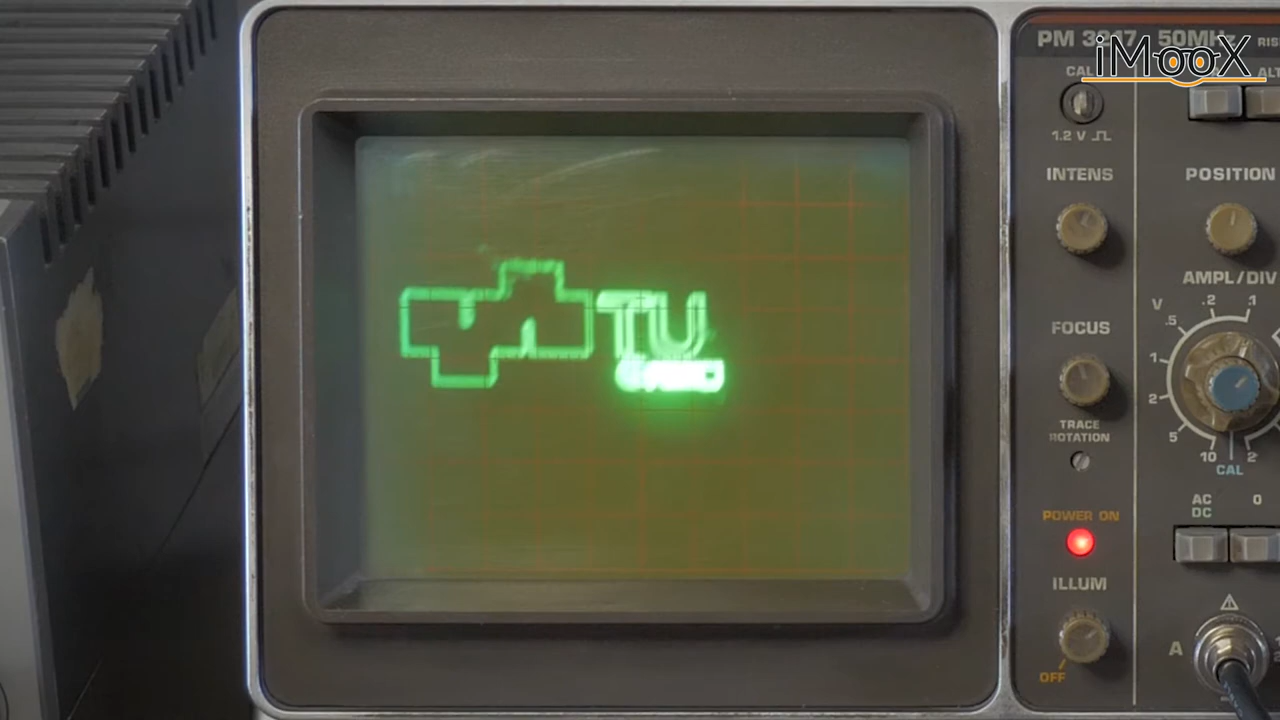 PM 3217 50MHz
iMooX
CAL
ALT
1.2 V
INTENS
POSITION
AMPL/DIV
V .5 .2 .1
1
2
5
10
2
CAL
FOCUS
TRACE
ROTATION
POWER ON
AC
DC
0
ILLUM
OFF
A
TU